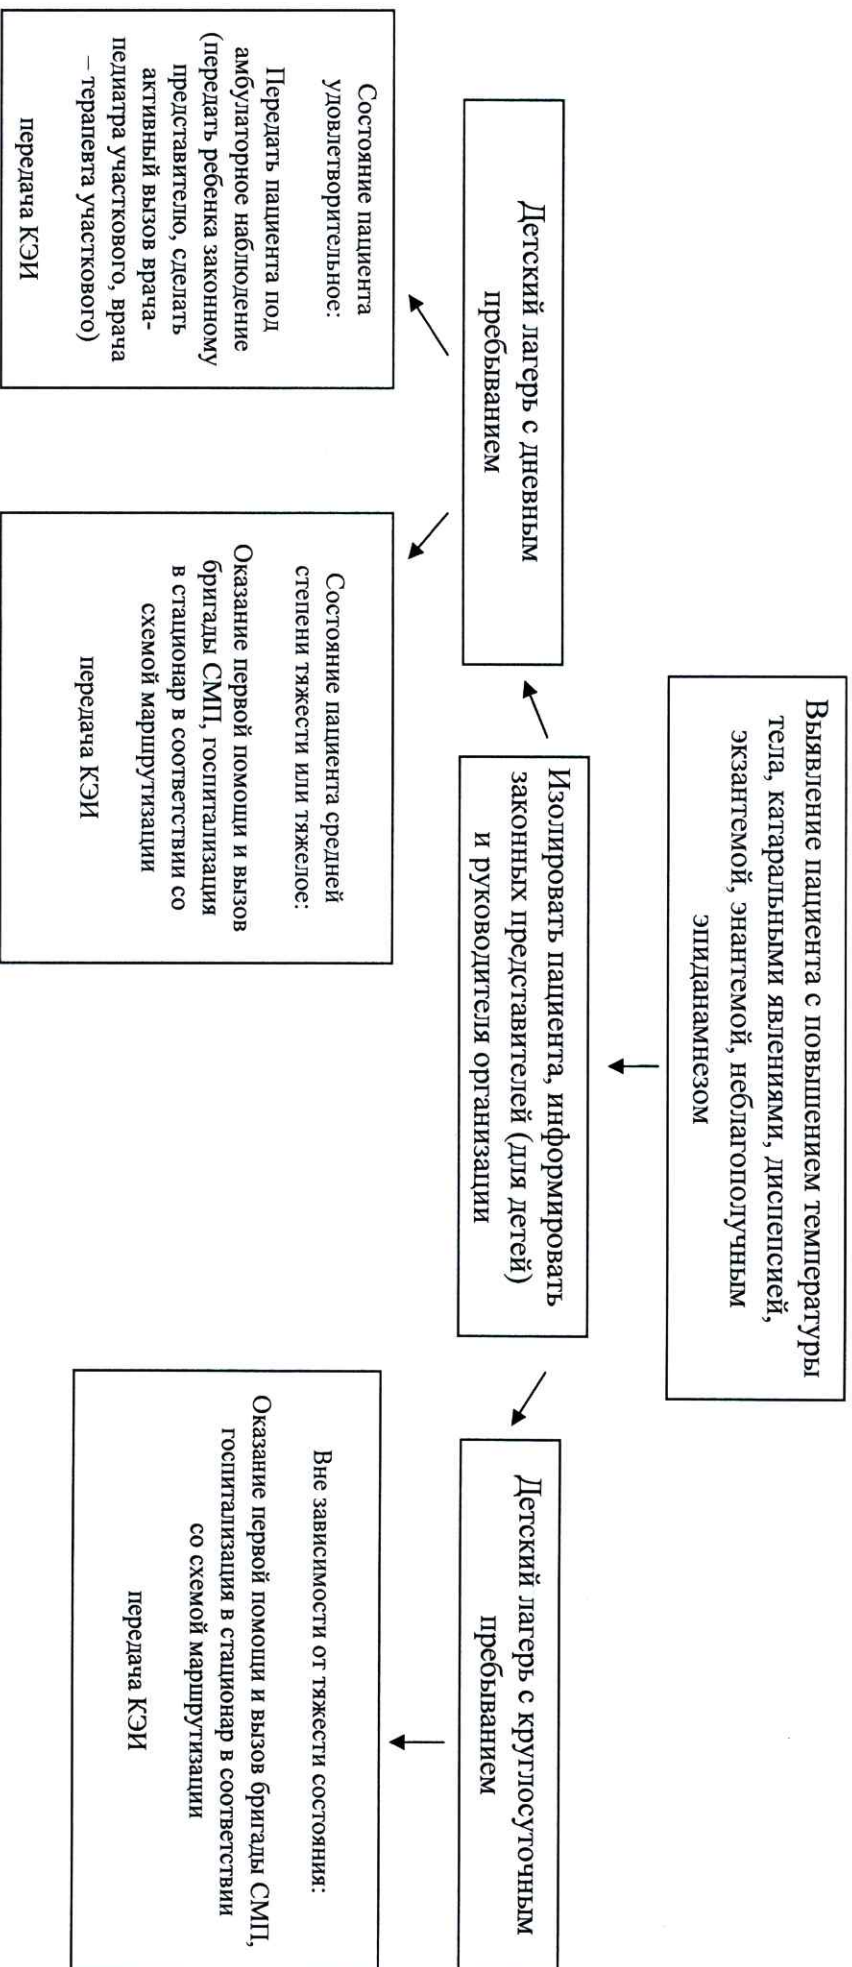 Выявление пациента с повышением температуры
тела, катаральными явлениями, диспепсией,
экзантемой, энантемой, неблагополучным
эпиданамнезом
Изолировать пациента, информировать
законных представителей (для детей)
и руководителя организации
Детский лагерь с дневным
пребыванием
Детский лагерь с круглосуточным
пребыванием
Состояние пациента
удовлетворительное:
Передать пациента под
амбулаторное наблюдение
(передать ребенка законному
представителю, сделать
активный вызов врача-
педиатра участкового, врача
– терапевта участкового)
передача КЭИ
Состояние пациента средней
степени тяжести или тяжелое:
Оказание первой помощи и вызов
бригады СМП, госпитализация
в стационар в соответствии со
схемой маршрутизации
передача КЭИ
Вне зависимости от тяжести состояния:
Оказание первой помощи и вызов бригады СМП,
госпитализация в стационар в соответствии
со схемой маршрутизации
передача КЭИ